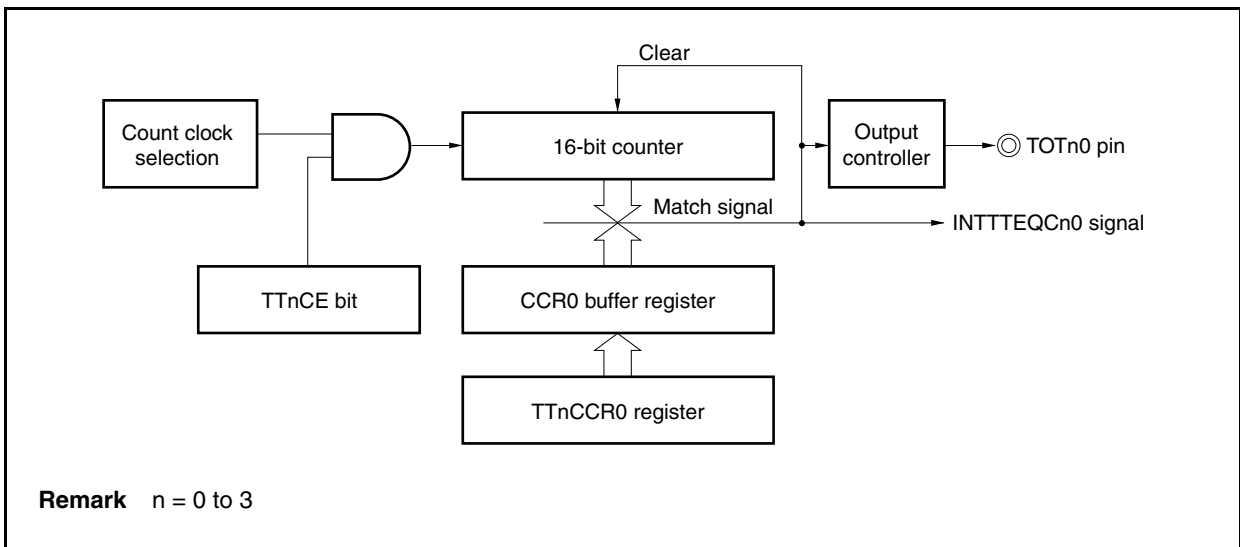 Clear
Count clock
selection
16-bit counter
Output
controller
TOTn0 pin
Match signal
INTTTEQCn0 signal
TTnCE bit
CCR0 buffer register
TTnCCR0 register
Remark n = 0 to 3